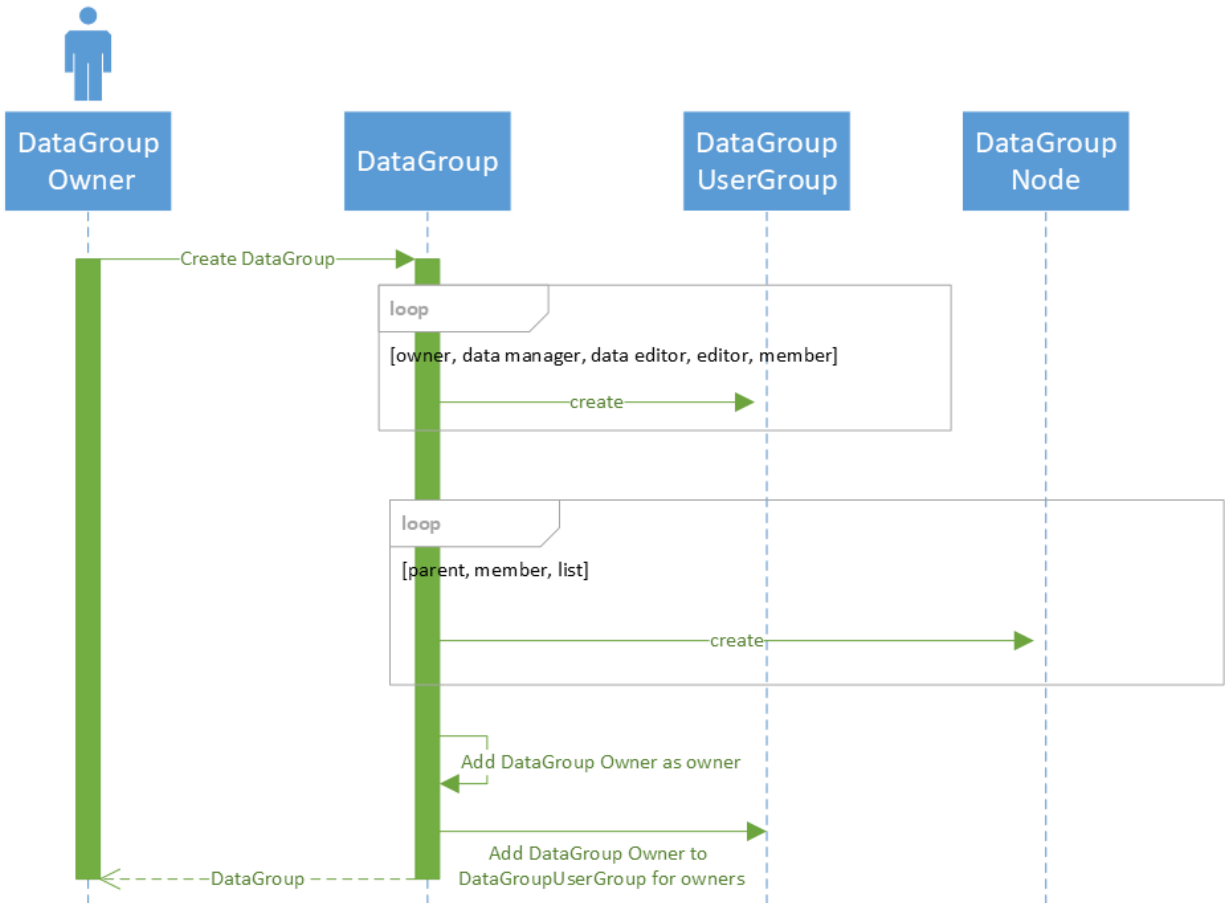 DataGroup
Owner
DataGroup
DataGroup
UserGroup
DataGroup
Node
Create DataGroup
loop
[owner, data manager, data editor, editor, member]
create
loop
[parent, member, list]
create
Add DataGroup Owner as owner
Add DataGroup Owner to
DataGroupUserGroup for owners
DataGroup